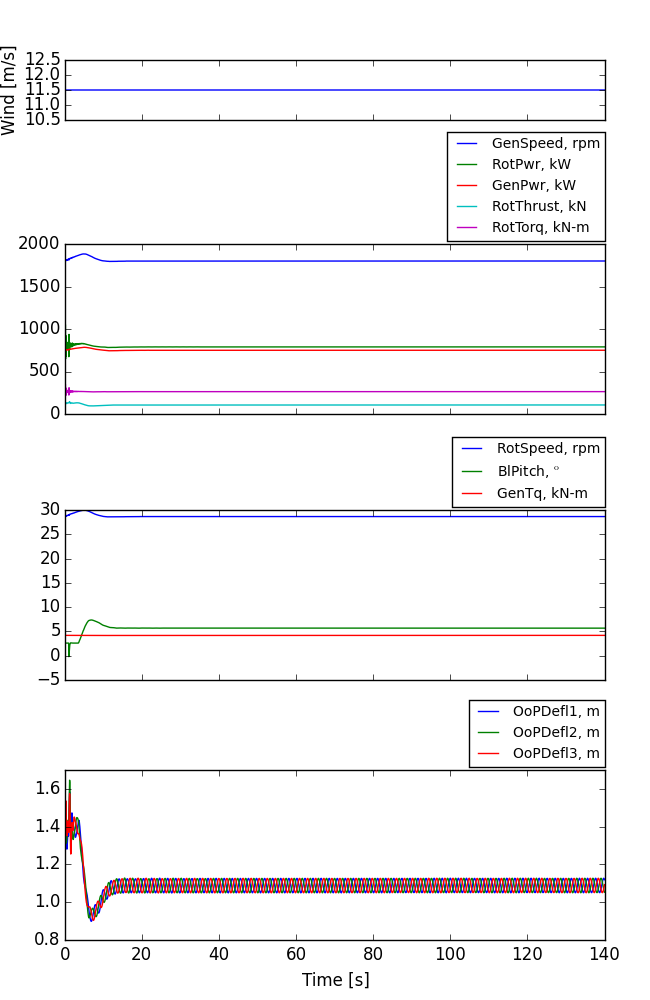 Wind [m/s]
12.5
12.0
11.5
11.0
10.5
GenSpeed, rpm
RotPwr, kW
GenPwr, kW
RotThrust, kN
RotTorq, kN-m
2000
1500
1000
500
0
RotSpeed, rpm
BlPitch, °
GenTq, kN-m
30
25
20
15
10
5
0
−5
OoPDefl1, m
OoPDefl2, m
OoPDefl3, m
1.6
1.4
1.2
1.0
0.8
0 20 40 60 80 100 120 140
Time [s]